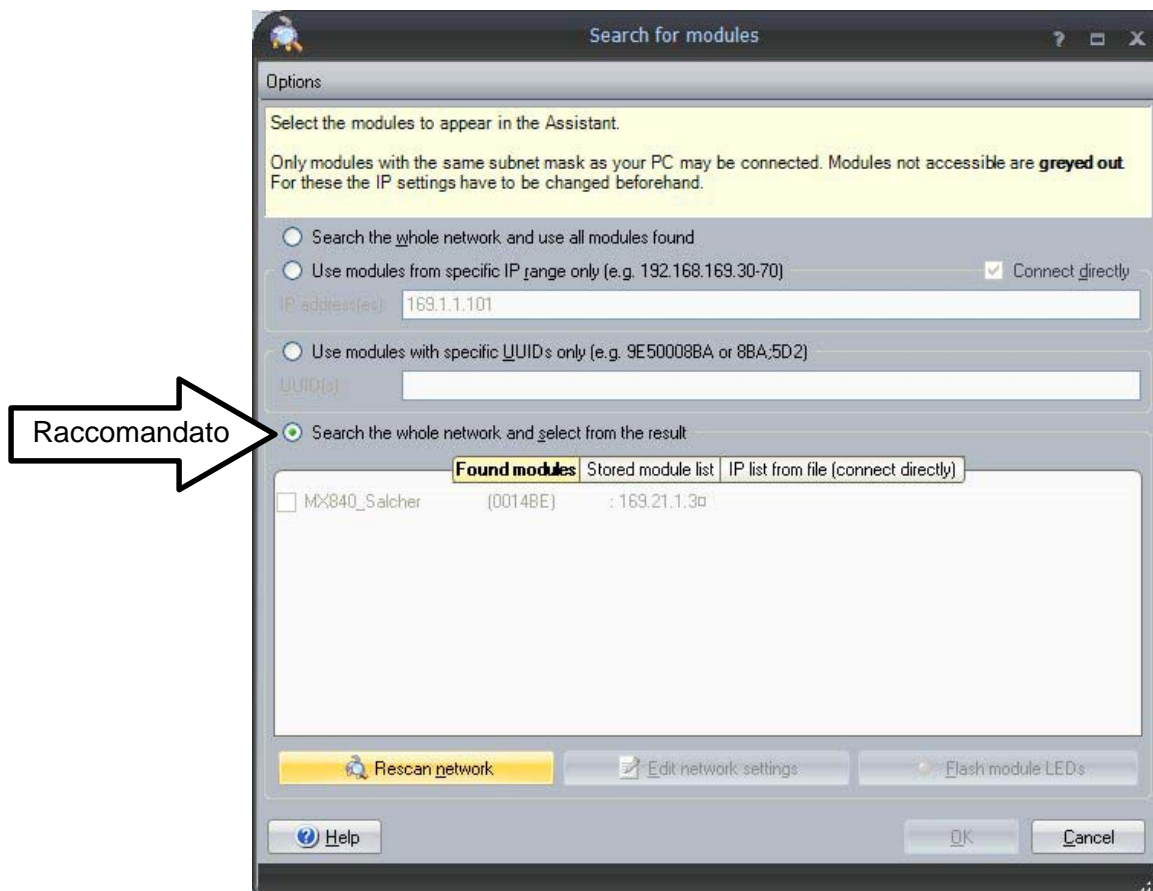 Search for modules
Options
Select the modules to appear in the Assistant.
Only modules with the same subnet mask as your PC may be connected. Modules not accessible are greyed out.
For these the IP settings have to be changed beforehand.
Search the whole network and use all modules found
Use modules from specific IP range only (e.g. 192.168.169.30-70)
Connect directly
IP address(es):
169.1.1.101
Use modules with specific UUIDs only (e.g. 9E50008BA or 8BA;5D2)
UUID(s):
Raccomandato
Search the whole network and select from the result
Found modules Stored module list IP list from file (connect directly)
MX840_Salcher (0014BE) : 169.21.1.3¤
Rescan network Edit network settings Flash module LEDs
Help OK Cancel